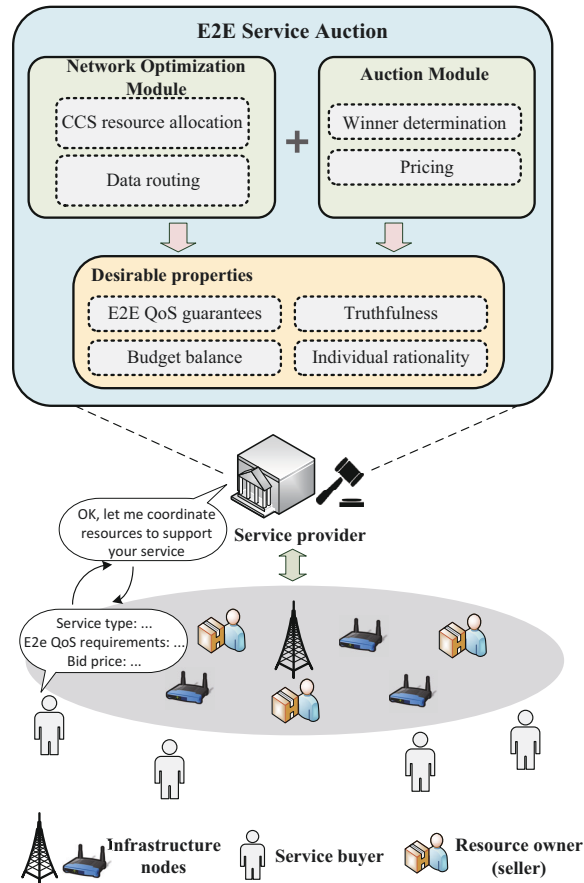 E2E Service Auction
Network Optimization
Module
CCS resource allocation
Data routing
+
Auction Module
Winner determination
Pricing
Desirable properties
E2E QoS guarantees
Truthfulness
Budget balance
Individual rationality
OK, let me coordinate
resources to support
your service
Service provider
Service type: ...
E2e QoS requirements: ...
Bid price: ...
Infrastructure
nodes
Service buyer
Resource owner
(seller)